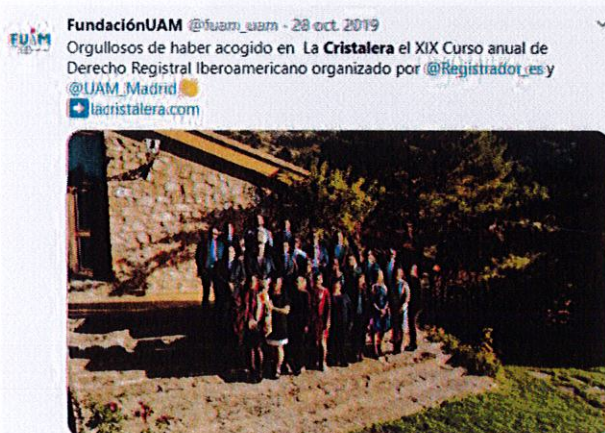 FUAM
FundaciónUAM @fuam_uam - 28 oct. 2019
Orgullosos de haber acogido en La Cristalera el XIX Curso anual de
Derecho Registral Iberoamericano organizado por @Registrador_es y
@UAM_Madrid
lacristalera.com